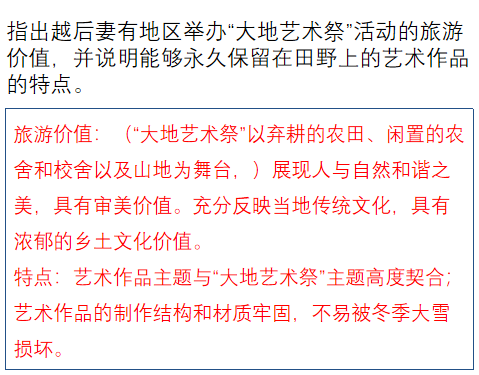 指出越后妻有地区举办“大地艺术祭”活动的旅游
价值，并说明能够永久保留在田野上的艺术作品
的特点。
旅游价值：（“大地艺术祭”以弃耕的农田、闲置的农
舍和校舍以及山地为舞台，）展现人与自然和谐之
美，具有审美价值。充分反映当地传统文化，具有
浓郁的乡土文化价值。
特点：艺术作品主题与“大地艺术祭”主题高度契合；
艺术作品的制作结构和材质牢固，不易被冬季大雪
损坏。